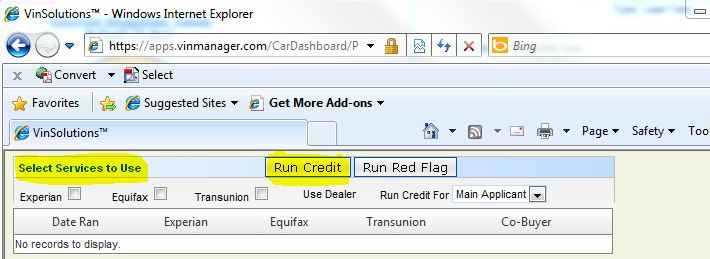 VinSolutions™ - Windows Internet Explorer
https://apps.vinmanager.com/CarDashboard/P
Bing
x Convert Select
Favorites Suggested Sites Get More Add-ons
VinSolutions™ Page Safety Too
Select Services to Use Run Credit Run Red Flag
Experian Equifax Transunion Use Dealer Run Credit For Main Applicant
Date Ran Experian Equifax Transunion Co-Buyer
No records to display.